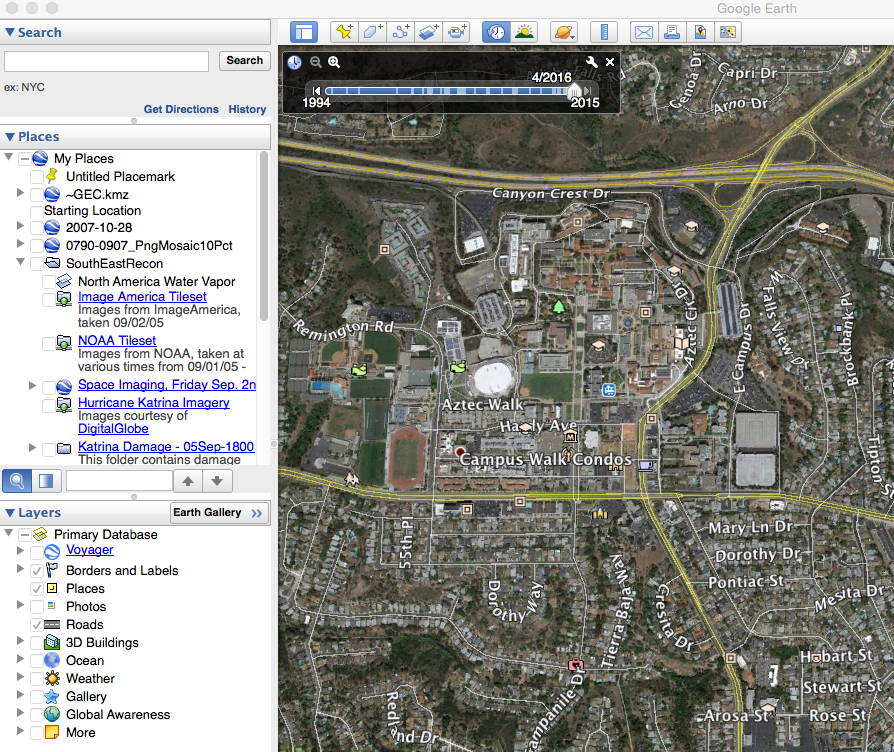 Google Earth
Search
Search
ex: NYC
Get Directions History
Places
My Places
Untitled Placemark
~GEC.kmz
Starting Location
2007-10-28
0790-0907_PngMosaic10Pct
SouthEastRecon
North America Water Vapor
Image America Tileset
Images from ImageAmerica,
taken 09/02/05
NOAA Tileset
Images from NOAA, taken at
various times from 09/01/05 -
Space Imaging, Friday Sep. 2n
Hurricane Katrina Imagery
Images courtesy of
DigitalGlobe
Katrina Damage - 05Sep-1800
This folder contains damage
Layers
Earth Gallery »
Primary Database
Voyager
Borders and Labels
Places
Photos
Roads
3D Buildings
Ocean
Weather
Gallery
Global Awareness
More
4/2016
1994
2015
Cenoa Dr
Capri Dr
Arno Dr
Canyon Crest Dr
Remington Rd
Aztec Cir Dr
E Campus Dr
W Falls View Dr
Brockbank Pl
Aztec Walk
Hardy Ave
Campus Walk Condos
Tipton St
55th Pl
Mary Ln Dr
Dorothy Dr
Dorothy Way
Tierra Baja Way
Pontiac St
Mesita Dr
Cresita Dr
Hobart St
Stewart St
Campanile Dr
Redland Dr
Arosa St
Rose St